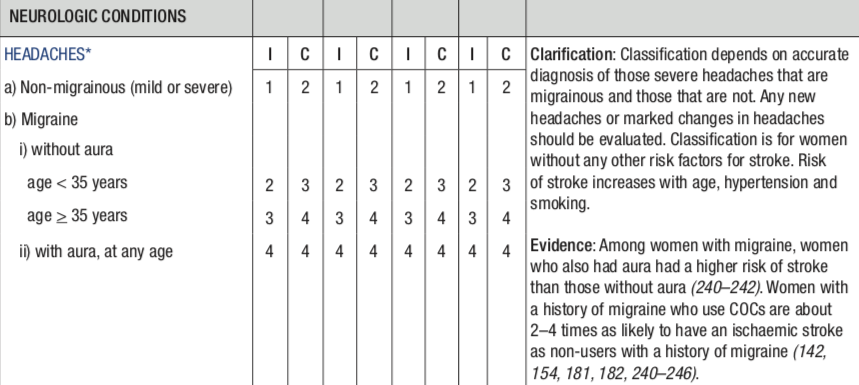 NEUROLOGIC CONDITIONS
HEADACHES* I C I C I C I C
a) Non-migrainous (mild or severe) 1 2 1 2 1 2 1 2
b) Migraine
i) without aura
age < 35 years 2 3 2 3 2 3 2 3
age ≥ 35 years 3 4 3 4 3 4 3 4
ii) with aura, at any age 4 4 4 4 4 4 4 4
Clarification: Classification depends on accurate
diagnosis of those severe headaches that are
migrainous and those that are not. Any new
headaches or marked changes in headaches
should be evaluated. Classification is for women
without any other risk factors for stroke. Risk
of stroke increases with age, hypertension and
smoking.
Evidence: Among women with migraine, women
who also had aura had a higher risk of stroke
than those without aura (240–242). Women with
a history of migraine who use COCs are about
2–4 times as likely to have an ischaemic stroke
as non-users with a history of migraine (142,
154, 181, 182, 240–246).